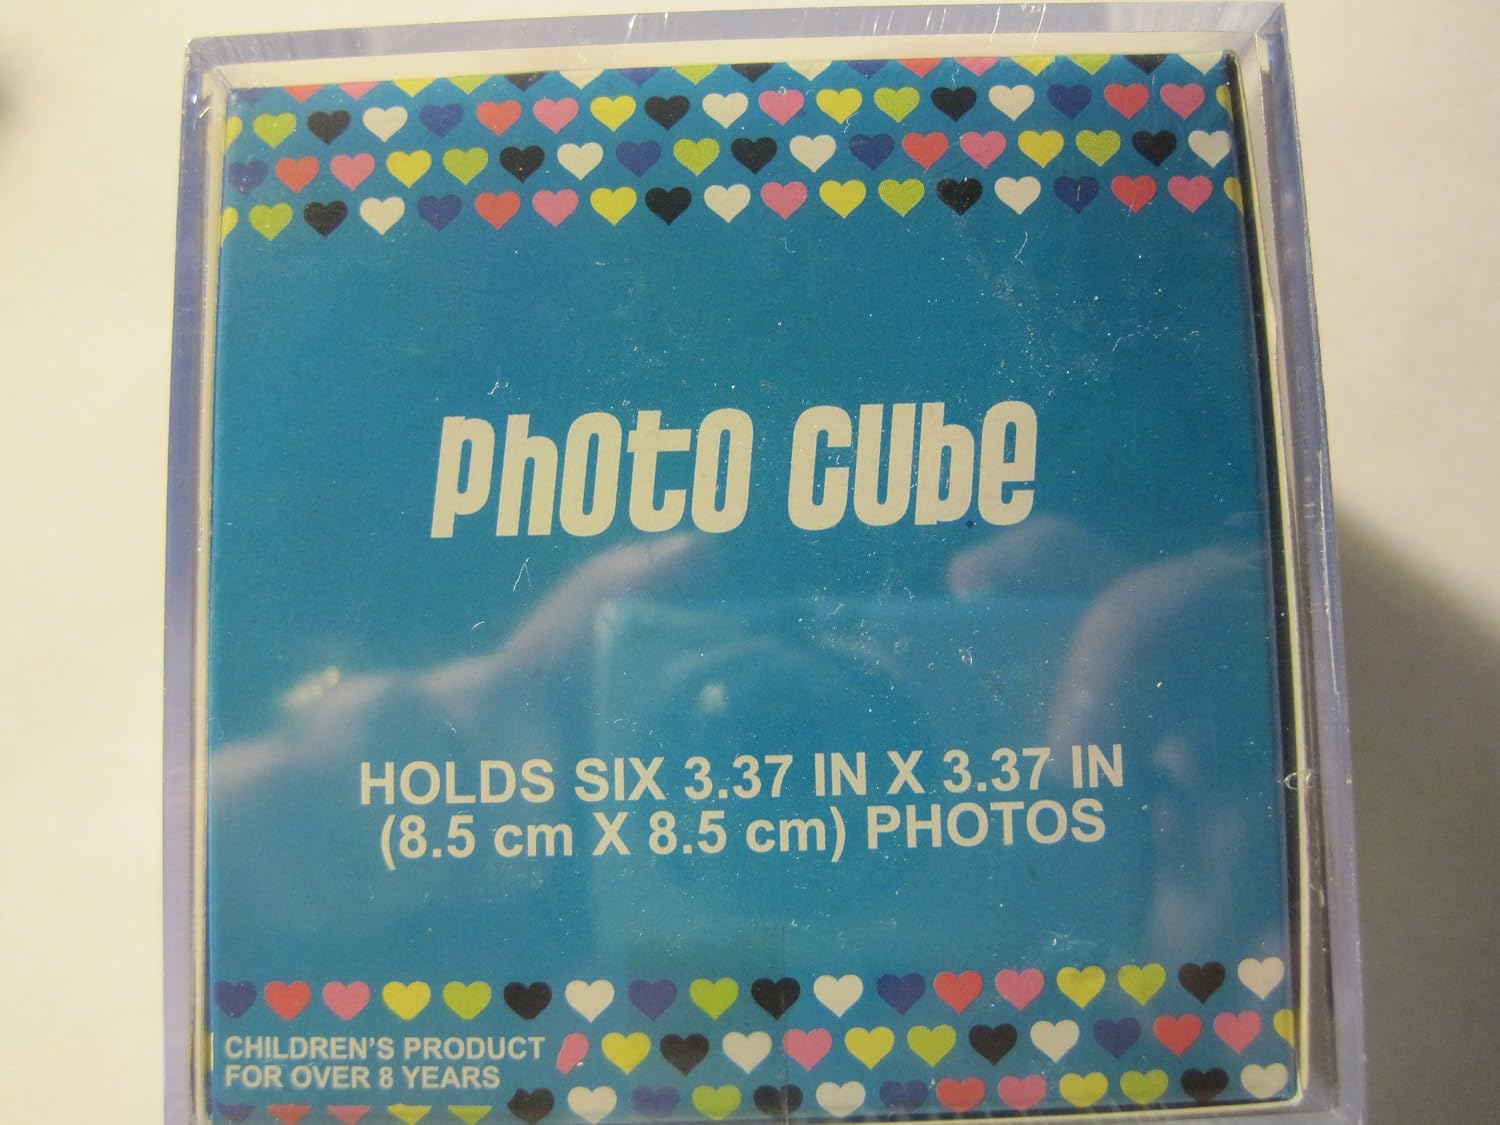 photo cube
HOLDS SIX 3.37 IN X 3.37 IN
(8.5 cm X 8.5 cm) PHOTOS
CHILDREN'S PRODUCT
FOR OVER 8 YEARS